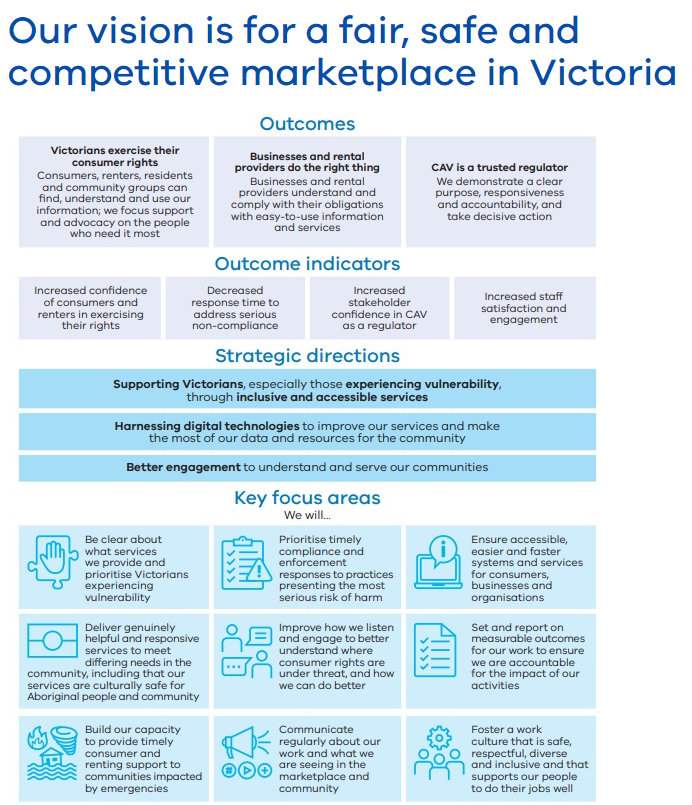 Our vision is for a fair, safe and
competitive marketplace in Victoria
Outcomes
Victorians exercise their
consumer rights
Consumers, renters, residents
and community groups can
find, understand and use our
information; we focus support
and advocacy on the people
who need it most
Businesses and rental
providers do the right thing
Businesses and rental
providers understand and
comply with their obligations
with easy-to-use information
and services
CAV is a trusted regulator
We demonstrate a clear
purpose, responsiveness
and accountability, and
take decisive action
Outcome indicators
Increased confidence
of consumers and
renters in exercising
their rights
Decreased
response time to
address serious
non-compliance
Increased
stakeholder
confidence in CAV
as a regulator
Increased staff
satisfaction and
engagement
Strategic directions
Supporting Victorians, especially those experiencing vulnerability,
through inclusive and accessible services
Harnessing digital technologies to improve our services and make
the most of our data and resources for the community
Better engagement to understand and serve our communities
Key focus areas
We will...
Be clear about
what services
we provide and
prioritise Victorians
experiencing
vulnerability
Prioritise timely
compliance and
enforcement
responses to practices
presenting the most
serious risk of harm
Ensure accessible,
easier and faster
systems and services
for consumers,
businesses and
organisations
Deliver genuinely
helpful and responsive
services to meet
differing needs in the
community, including that our
services are culturally safe for
Aboriginal people and community
Improve how we listen
and engage to better
understand where
consumer rights are
under threat, and how
we can do better
Set and report on
measurable outcomes
for our work to ensure
we are accountable
for the impact of our
activities
Build our capacity
to provide timely
consumer and
renting support to
communities impacted
by emergencies
Communicate
regularly about our
work and what we
are seeing in the
marketplace and
community
Foster a work
culture that is safe,
respectful, diverse
and inclusive and that
supports our people
to do their jobs well